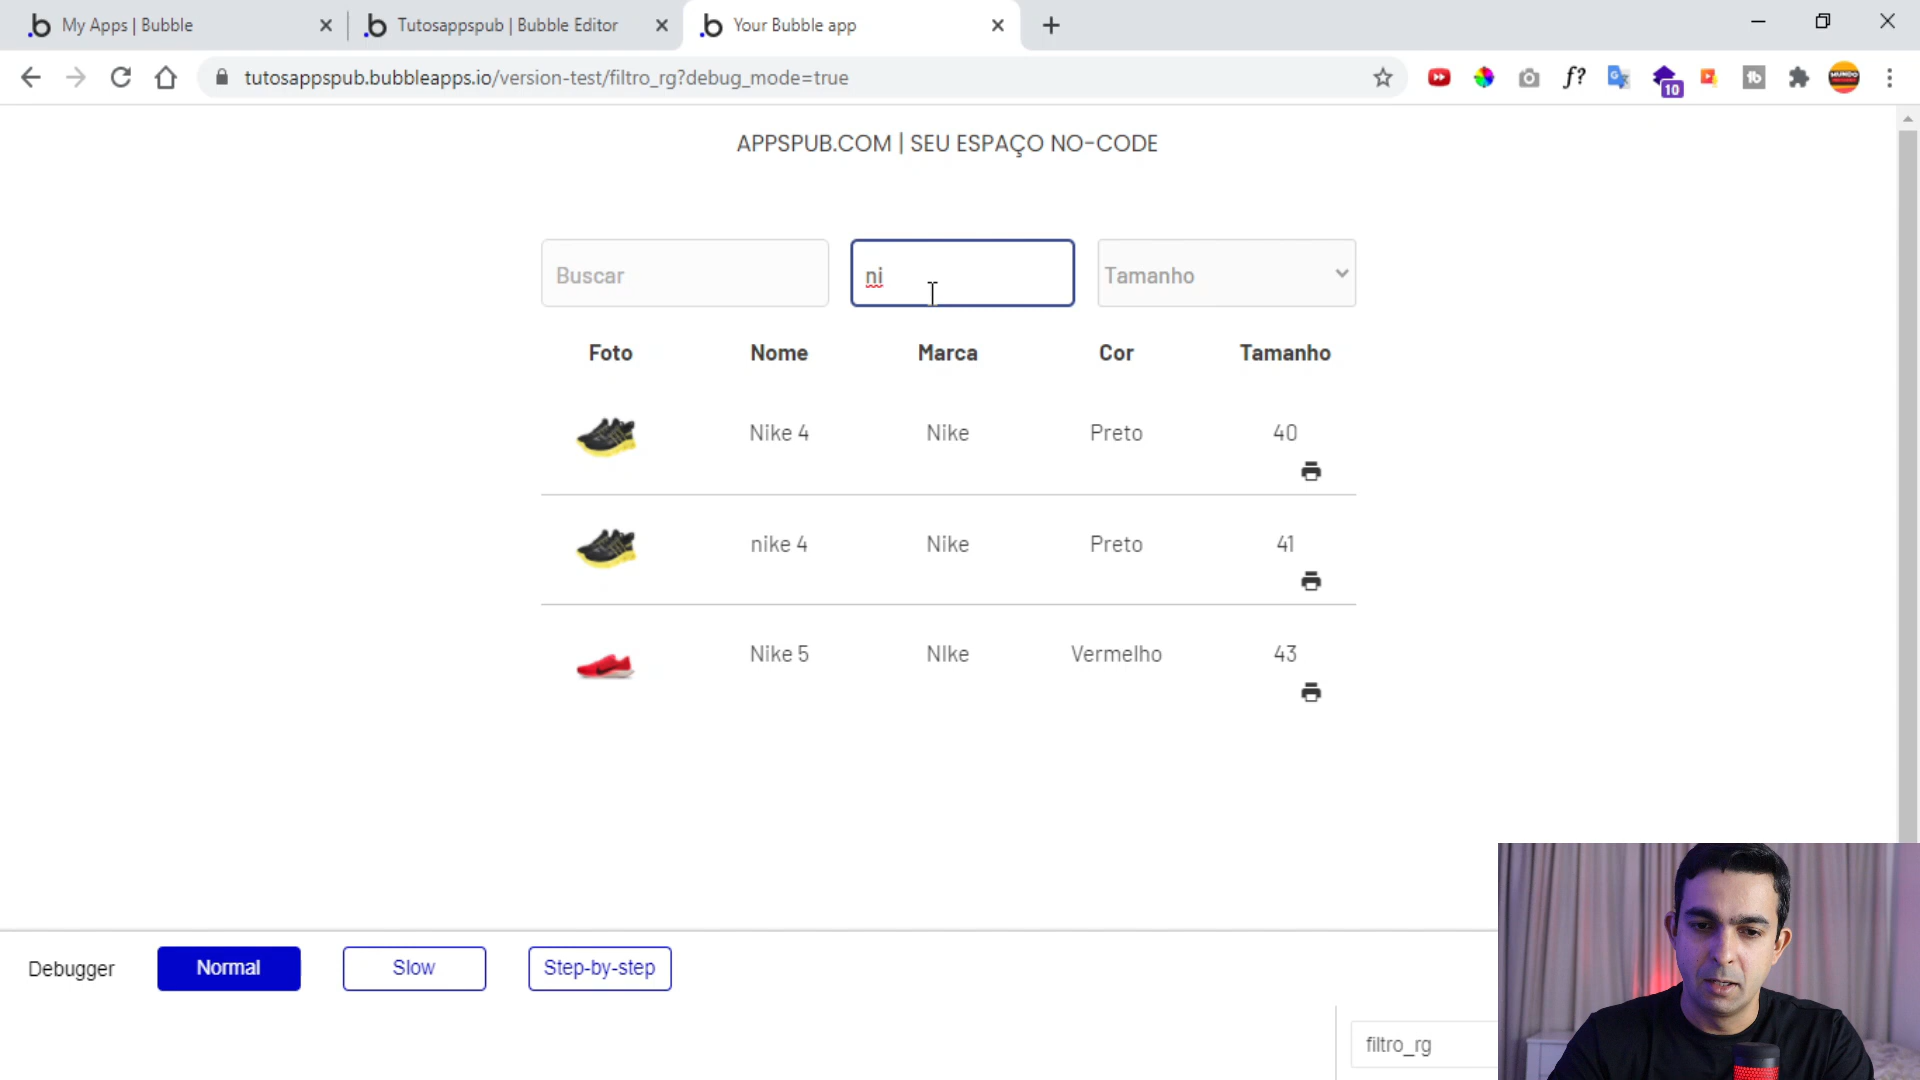 My Apps | Bubble
Tutosappspub | Bubble Editor
Your Bubble app
tutosappspub.bubbleapps.io/version-test/filtro_rg?debug_mode=true
f?
10
APPSPUB.COM | SEU ESPAÇO NO-CODE
Buscar
ni
Tamanho
Foto Nome Marca Cor Tamanho
Nike 4 Nike Preto 40
nike 4 Nike Preto 41
Nike 5 NIke Vermelho 43
Debugger Normal Slow Step-by-step
filtro_rg